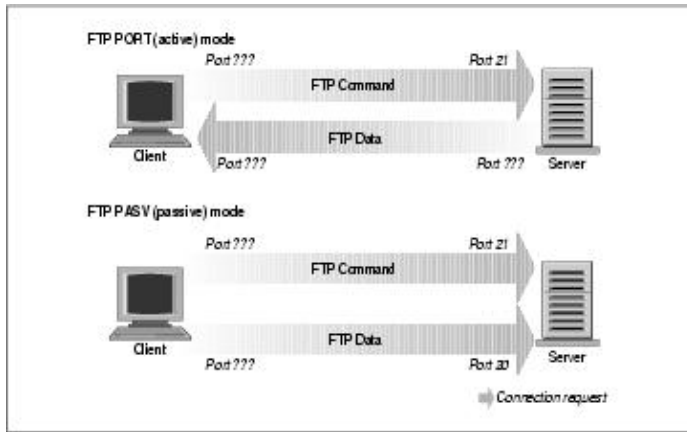 FTP PORT (active) mode
Port ??? Port 21
FTP Command
FTP Data
Client Port ??? Port ??? Server
FTP PASV (passive) mode
Port ??? Port 21
FTP Command
FTP Data
Client Port ??? Port 20 Server
Connection request